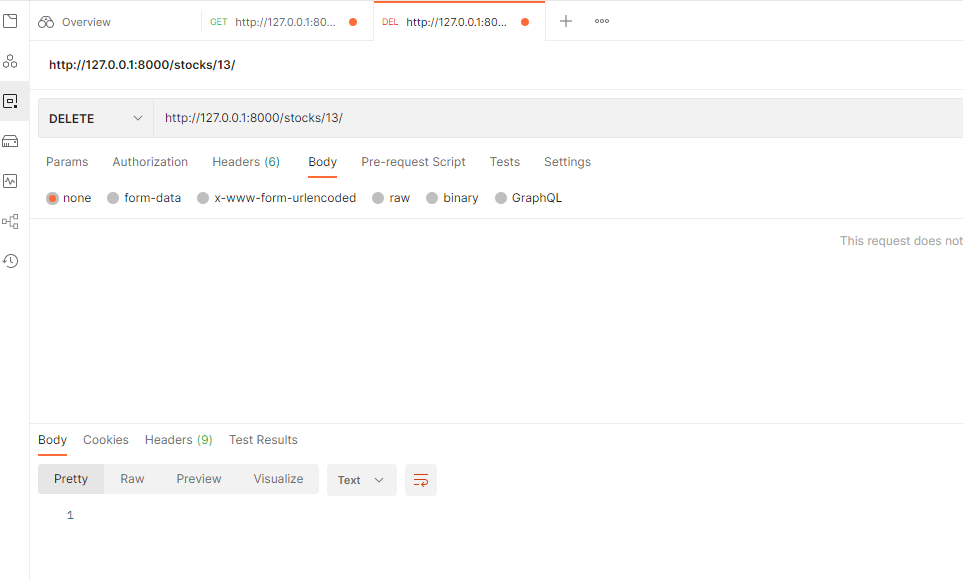 Overview GET http://127.0.0.1:80... DEL http://127.0.0.1:80...
http://127.0.0.1:8000/stocks/13/
DELETE http://127.0.0.1:8000/stocks/13/
Params Authorization Headers (6) Body Pre-request Script Tests Settings
none form-data x-www-form-urlencoded raw binary GraphQL
This request does not
Body Cookies Headers (9) Test Results
Pretty Raw Preview Visualize Text
1